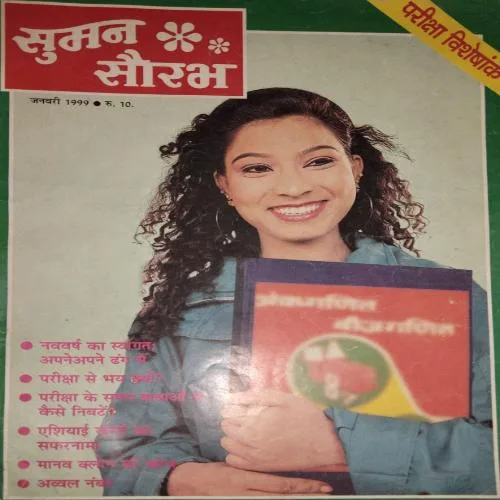 सुमन
सौरभ
परीक्षा विशेषांक
जनवरी 1999 ● रु. 10.
अंकगणित
बीजगणित
● नववर्ष का स्वागत:
अपनेअपने ढंग से
● परीक्षा से भय
● परीक्षा के
कैसे निबटें
● एशियाई
सफरनामा
● मानव
● अव्वल नंबर